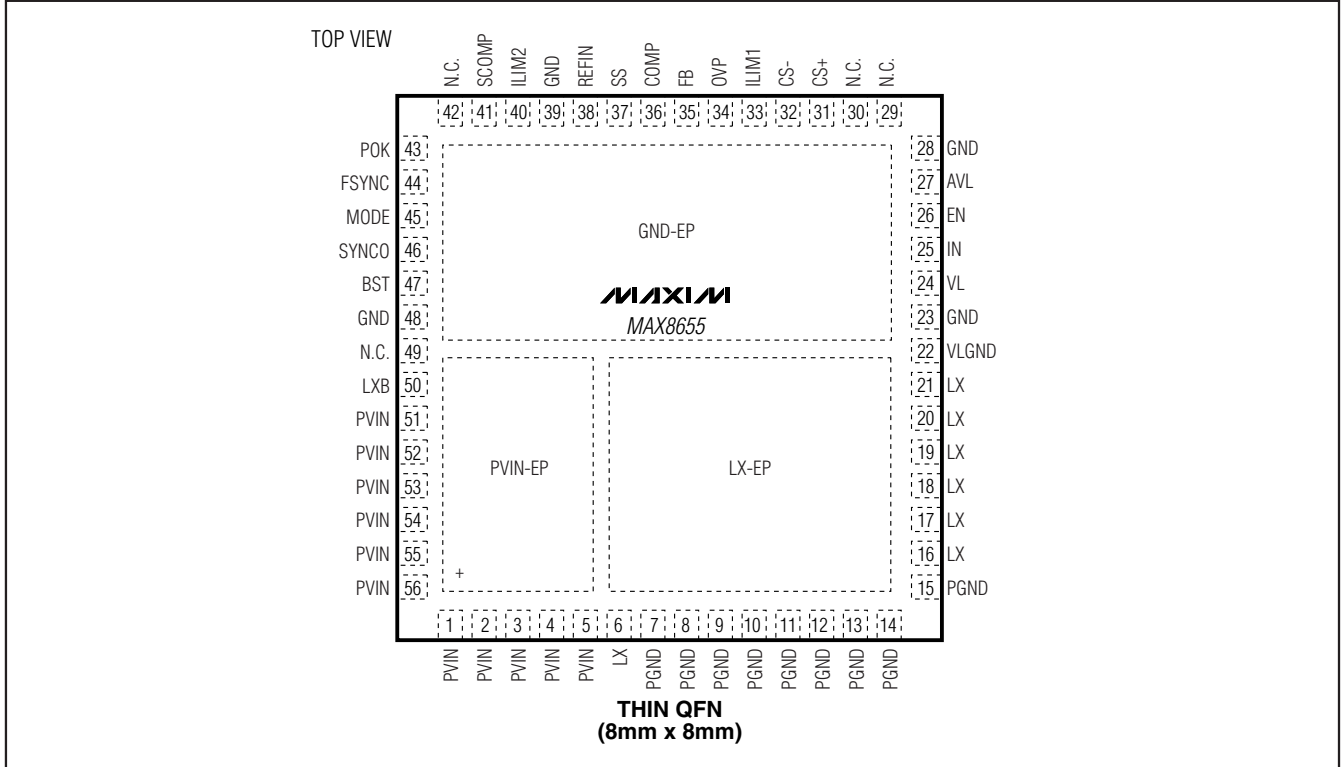 TOP VIEW
N.C. SCOMP ILIM2 GND REFIN SS COMP FB OVP ILIM1 CS- CS+ N.C. N.C.
42 41 40 39 38 37 36 35 34 33 32 31 30 29
POK 43 28 GND
FSYNC 44 27 AVL
MODE 45 26 EN
GND-EP
SYNCO 46 25 IN
BST 47 24 VL
MAXIM
GND 48 23 GND
MAX8655
N.C. 49 22 VLGND
LXB 50 21 LX
PVIN 51 20 LX
PVIN 52 19 LX
PVIN-EP LX-EP
PVIN 53 18 LX
PVIN 54 17 LX
PVIN 55 16 LX
+
PVIN 56 15 PGND
1 2 3 4 5 6 7 8 9 10 11 12 13 14
PVIN PVIN PVIN PVIN PVIN LX PGND PGND PGND PGND PGND PGND PGND PGND
THIN QFN
(8mm x 8mm)